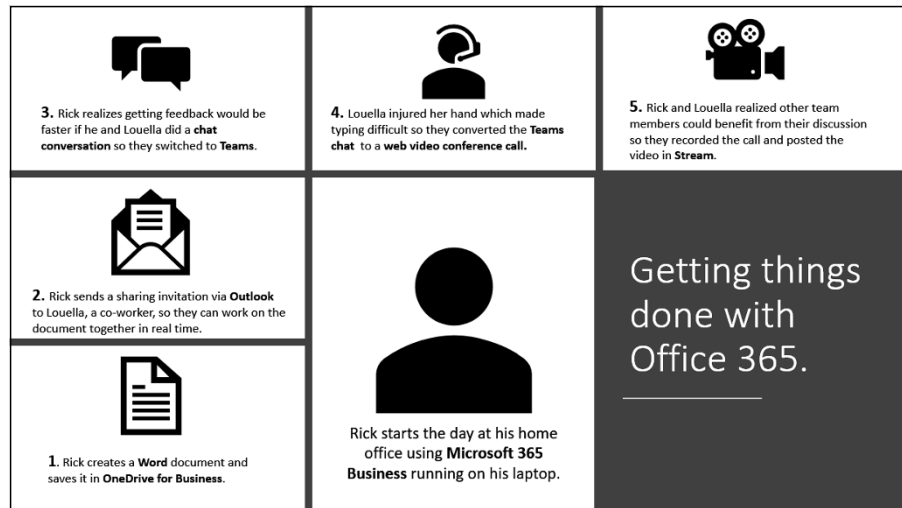 3. Rick realizes getting feedback would be
faster if he and Louella did a chat
conversation so they switched to Teams.
4. Louella injured her hand which made
typing difficult so they converted the Teams
chat to a web video conference call.
5. Rick and Louella realized other team
members could benefit from their discussion
so they recorded the call and posted the
video in Stream.
2. Rick sends a sharing invitation via Outlook
to Louella, a co-worker, so they can work on the
document together in real time.
1. Rick creates a Word document and
saves it in OneDrive for Business.
Rick starts the day at his home
office using Microsoft 365
Business running on his laptop.
Getting things
done with
Office 365.